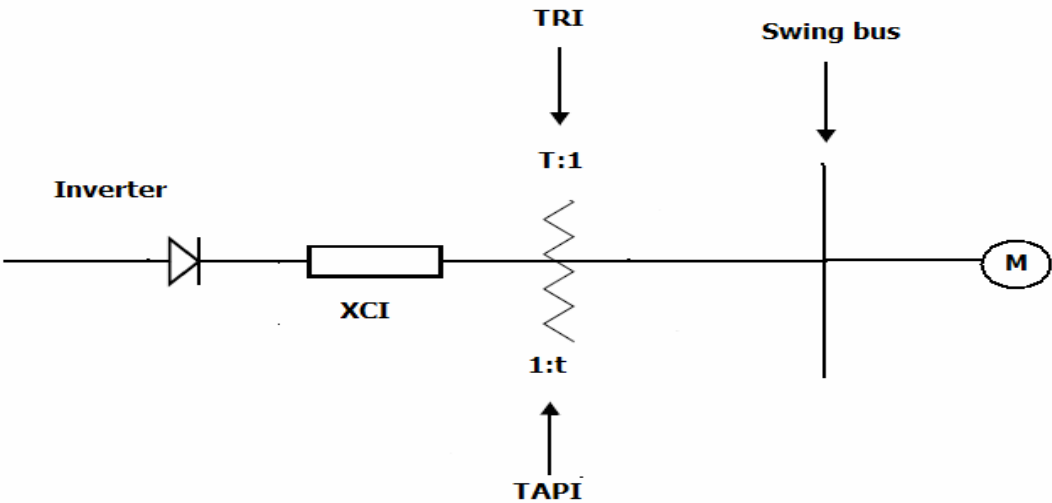 TRI
Swing bus
T:1
Inverter
M
XCI
1:t
TAPI